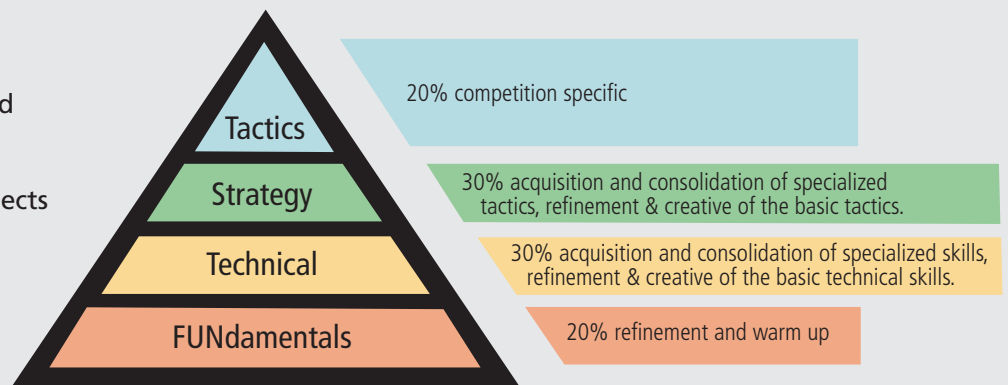 d
ects
Tactics
20% competition specific
Strategy
30% acquisition and consolidation of specialized
tactics, refinement & creative of the basic tactics.
Technical
30% acquisition and consolidation of specialized skills,
refinement & creative of the basic technical skills.
FUNdamentals
20% refinement and warm up